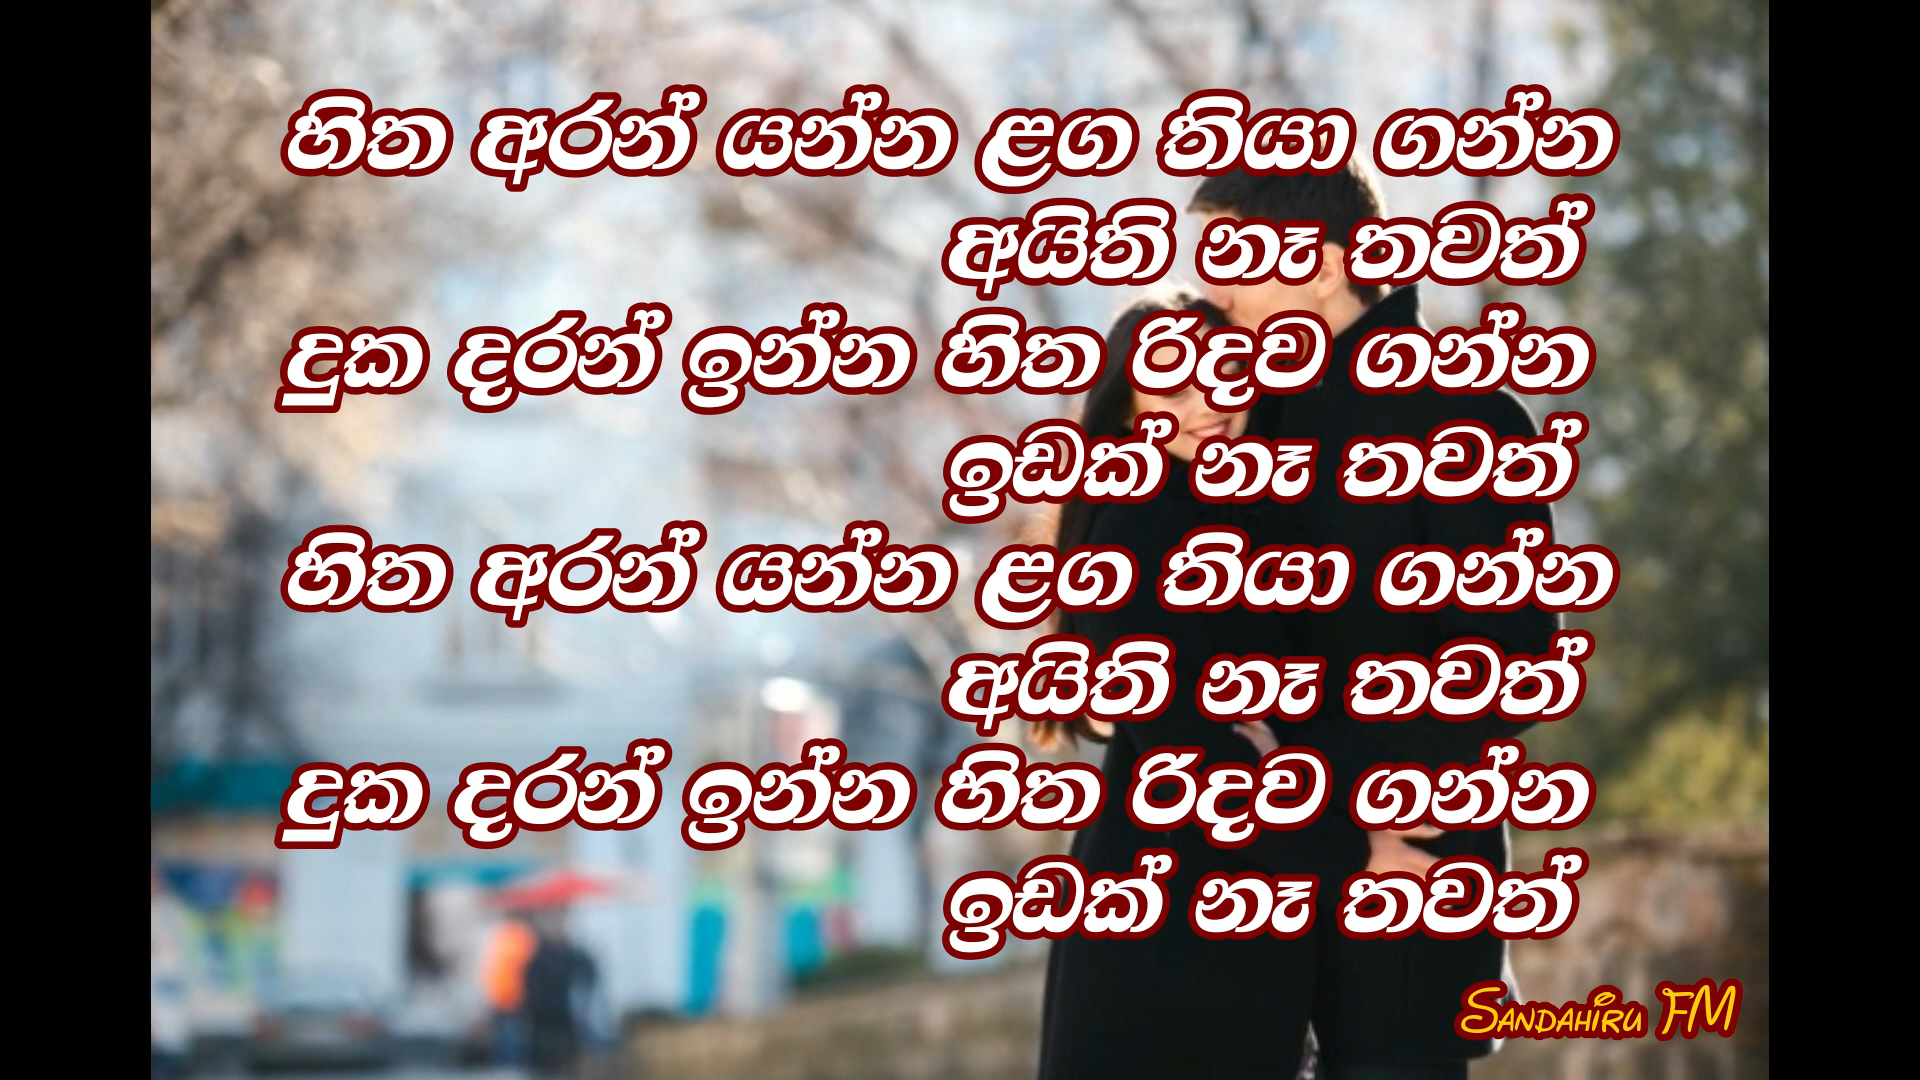 හිත අරන් යන්න ළග තියා ගන්න
අයිති නෑ තවත්
දුක දරන් ඉන්න හිත රිදව ගන්න
ඉඩක් නෑ තවත්
හිත අරන් යන්න ළග තියා ගන්න
අයිති නෑ තවත්
දුක දරන් ඉන්න හිත රිදව ගන්න
ඉඩක් නෑ තවත්
SANDAHIRU FM